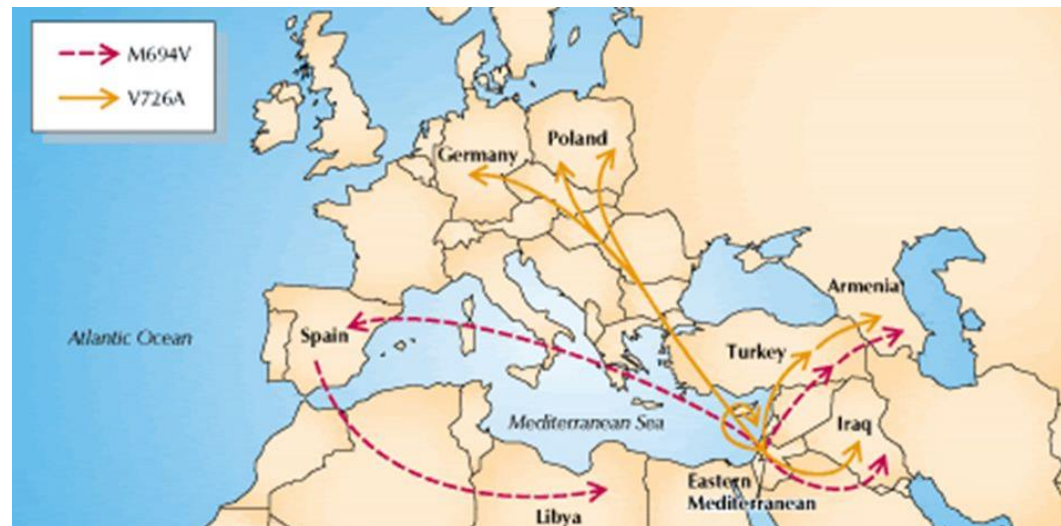 M694V
V726A
Poland
Germany
Armenia
Atlantic Ocean
Spain
Turkey
Mediterranean Sea
Iraq
Eastern
Mediterranean
Libya